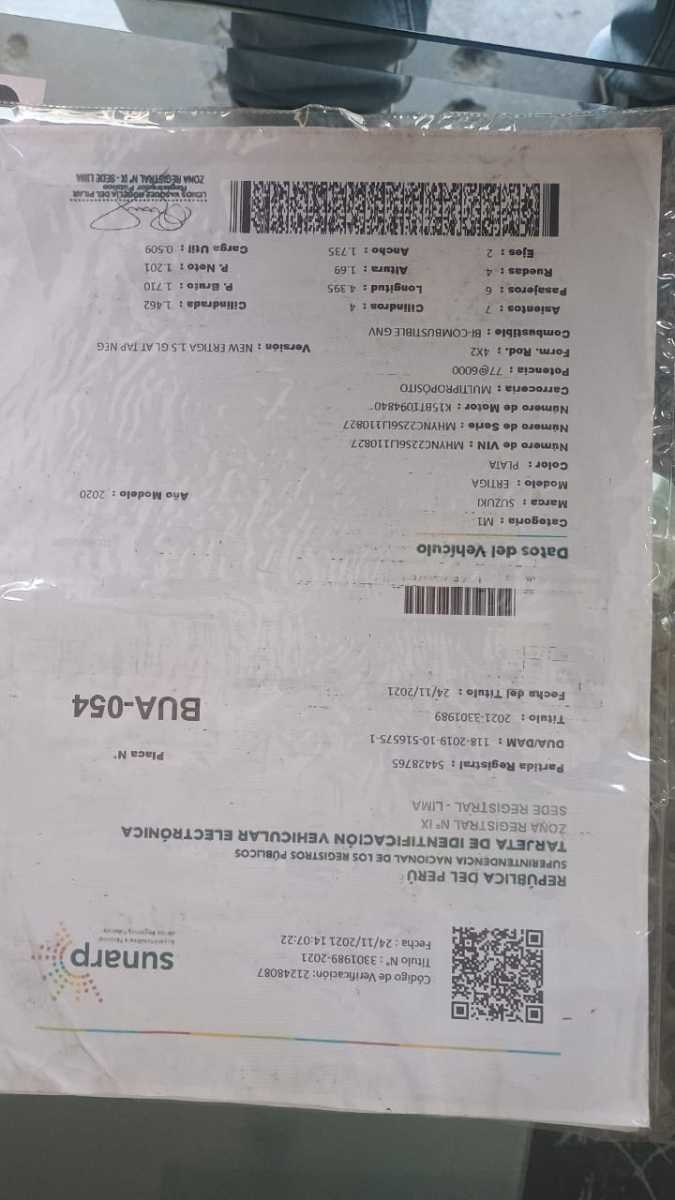 sunarp
Superintendencia Nacional
de los Registros Públicos
Código de Verificación: 21248087
Título N° : 3301989-2021
Fecha : 24/11/2021 14:07:22
REPÚBLICA DEL PERÚ
SUPERINTENDENCIA NACIONAL DE LOS REGISTROS PÚBLICOS
TARJETA DE IDENTIFICACIÓN VEHICULAR ELECTRÓNICA
ZONA REGISTRAL N° IX
SEDE REGISTRAL - LIMA
Partida Registral : 54428765
Placa N°
DUA/DAM : 118-2019-10-516575-1
Título : 2021-3301989
BUA-054
Fecha del Título : 24/11/2021
Datos del Vehículo
Categoría : M1
Marca : SUZUKI
Año Modelo : 2020
Modelo : ERTIGA
Color : PLATA
Número de VIN : MHYNC22S6LJ110827
Número de Serie : MHYNC22S6LJ110827
Número de Motor : K15BT1094840
Carrocería : MULTIPROPÓSITO
Potencia : 77@6000
Form. Rod. : 4X2
Versión : NEW ERTIGA 1.5 GL AT TAP NEG
Combustible : BI-COMBUSTIBLE GNV
Asientos : 7 Cilindros : 4 Cilindrada : 1.462
Pasajeros : 6 Longitud : 4.395 P. Bruto : 1.710
Ruedas : 4 Altura : 1.69 P. Neto : 1.201
Ejes : 2 Ancho : 1.735 Carga Util : 0.509
VASQUEZ ROGELIA DEL PILAR
Registrador Público
ZONA REGISTRAL N° IX - SEDE LIMA